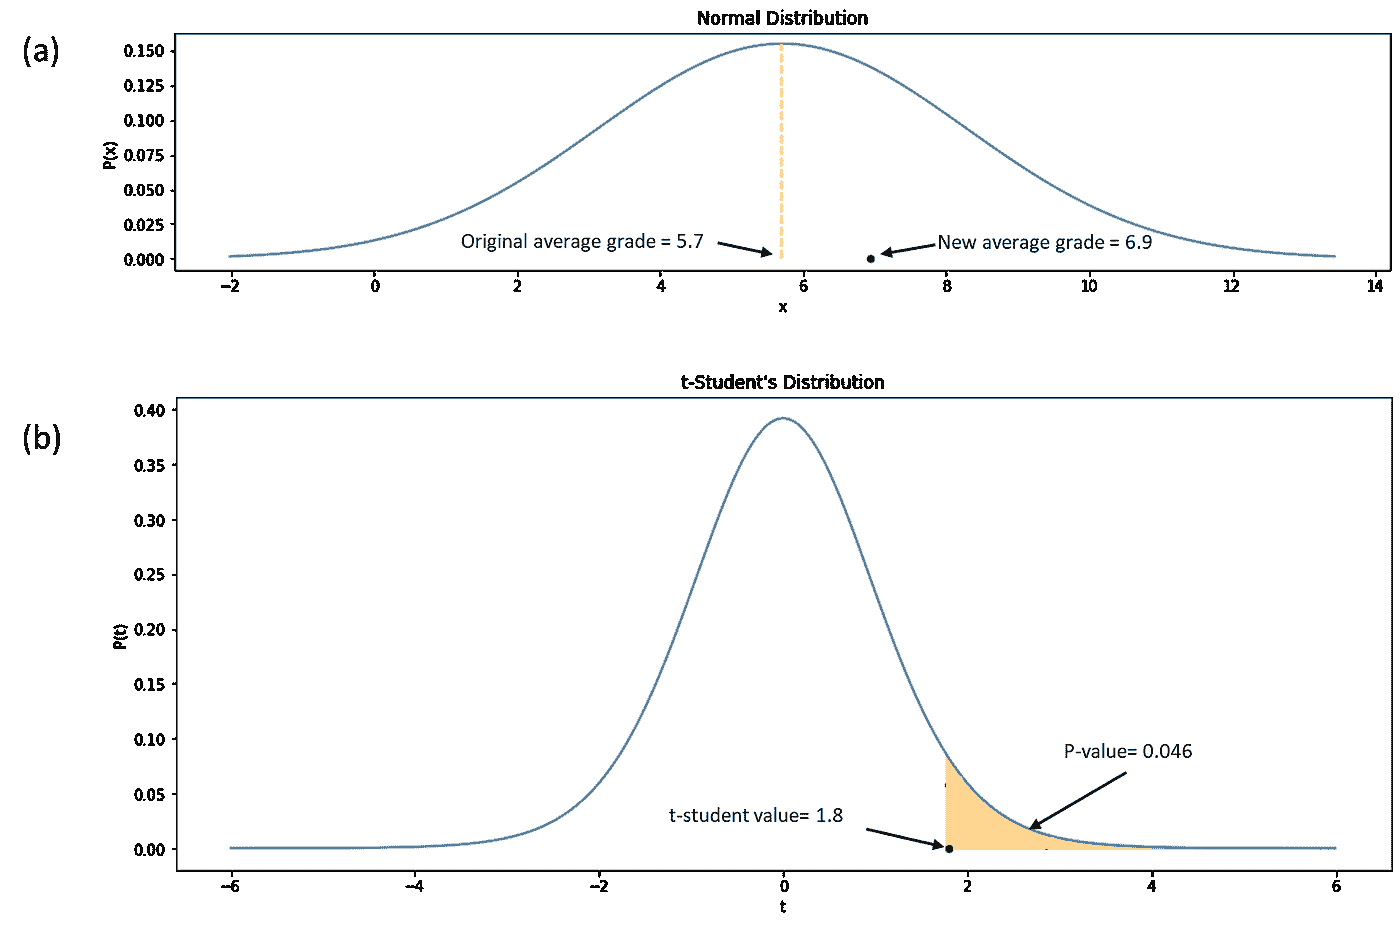 Normal Distribution
(a)
0.150
0.125
0.100
0.075
0.050
0.025
0.000
P(x)
Original average grade = 5.7
New average grade = 6.9
−2 0 2 4 6 8 10 12 14
x
t-Student's Distribution
(b)
0.40
0.35
0.30
0.25
0.20
0.15
0.10
0.05
0.00
P(t)
P-value= 0.046
t-student value= 1.8
−6 −4 −2 0 2 4 6
t